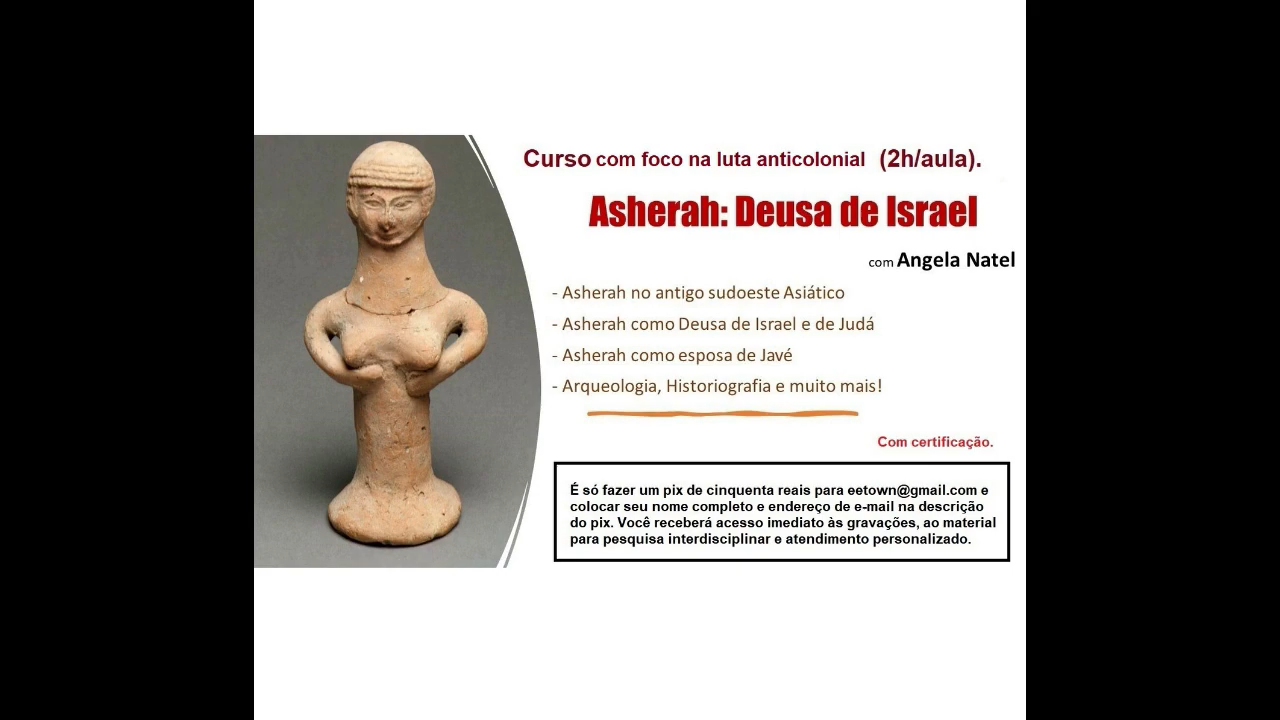 Curso com foco na luta anticolonial (2h/aula).
Asherah: Deusa de Israel
com Angela Natel
- Asherah no antigo sudoeste Asiático
- Asherah como Deusa de Israel e de Judá
- Asherah como esposa de Javé
- Arqueologia, Historiografia e muito mais!
Com certificação.
É só fazer um pix de cinquenta reais para eetown@gmail.com e
colocar seu nome completo e endereço de e-mail na descrição
do pix. Você receberá acesso imediato às gravações, ao material
para pesquisa interdisciplinar e atendimento personalizado.